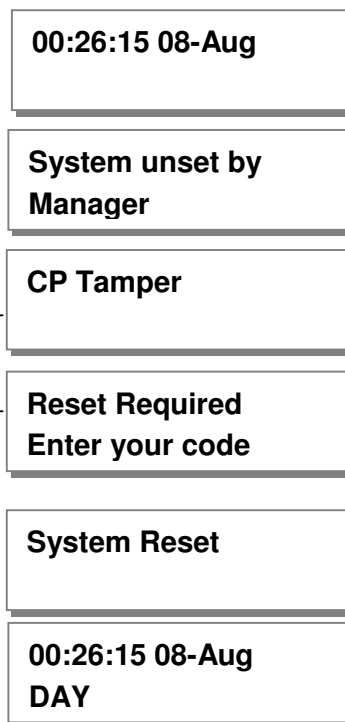 00:26:15 08-Aug
System unset by
Manager
CP Tamper
Reset Required
Enter your code
System Reset
00:26:15 08-Aug
DAY